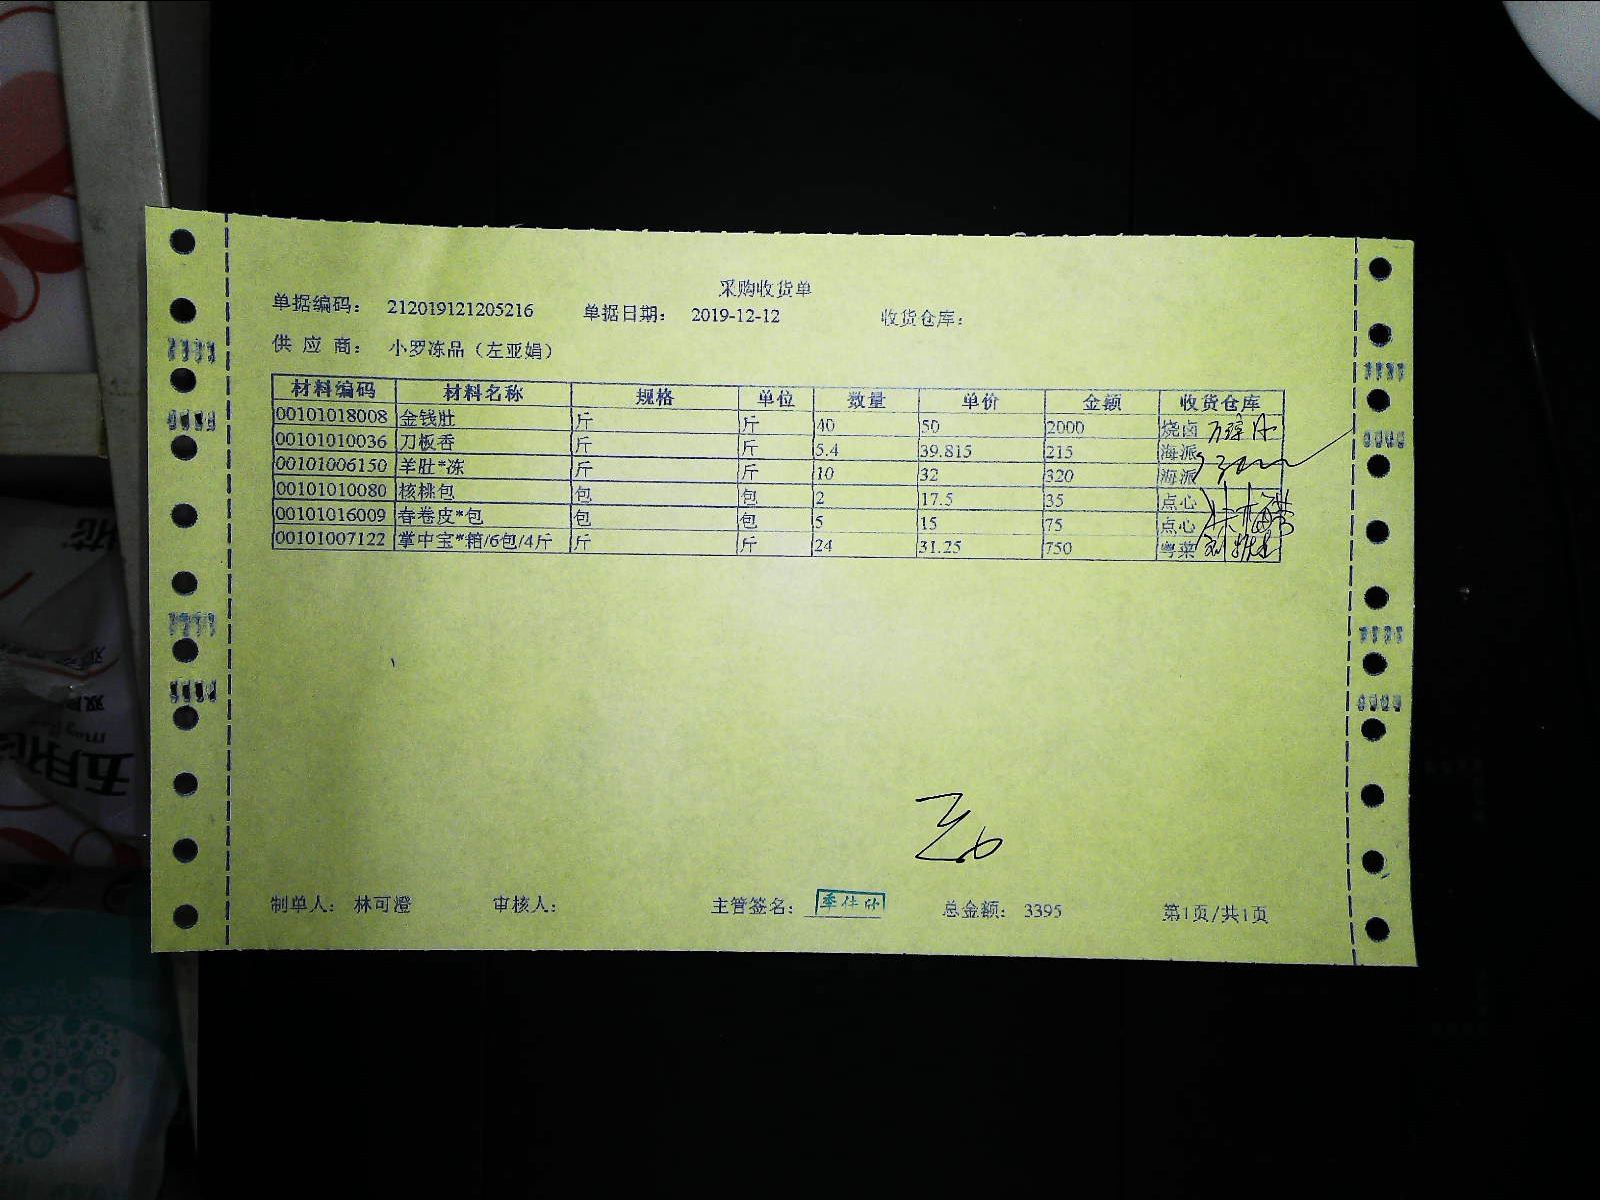 采购收货单
单据编码： 212019121205216 单据日期： 2019-12-12 收货仓库：
供 应 商： 小罗冻品（左亚娟）
材料编码 材料名称 规格 单位 数量 单价 金额 收货仓库
00101018008 金钱肚 斤 斤 40 50 2000 烧卤
00101010036 刀板香 斤 斤 5.4 39.815 215 海派
00101006150 羊肚*冻 斤 斤 10 32 320 海派
00101010080 核桃包 包 包 2 17.5 35 点心
00101016009 春卷皮*包 包 包 5 15 75 点心
00101007122 掌中宝*箱/6包/4斤 斤 斤 24 31.25 750 粤菜
制单人： 林可澄 审核人： 主管签名： 总金额： 3395 第1页/共1页
五月花